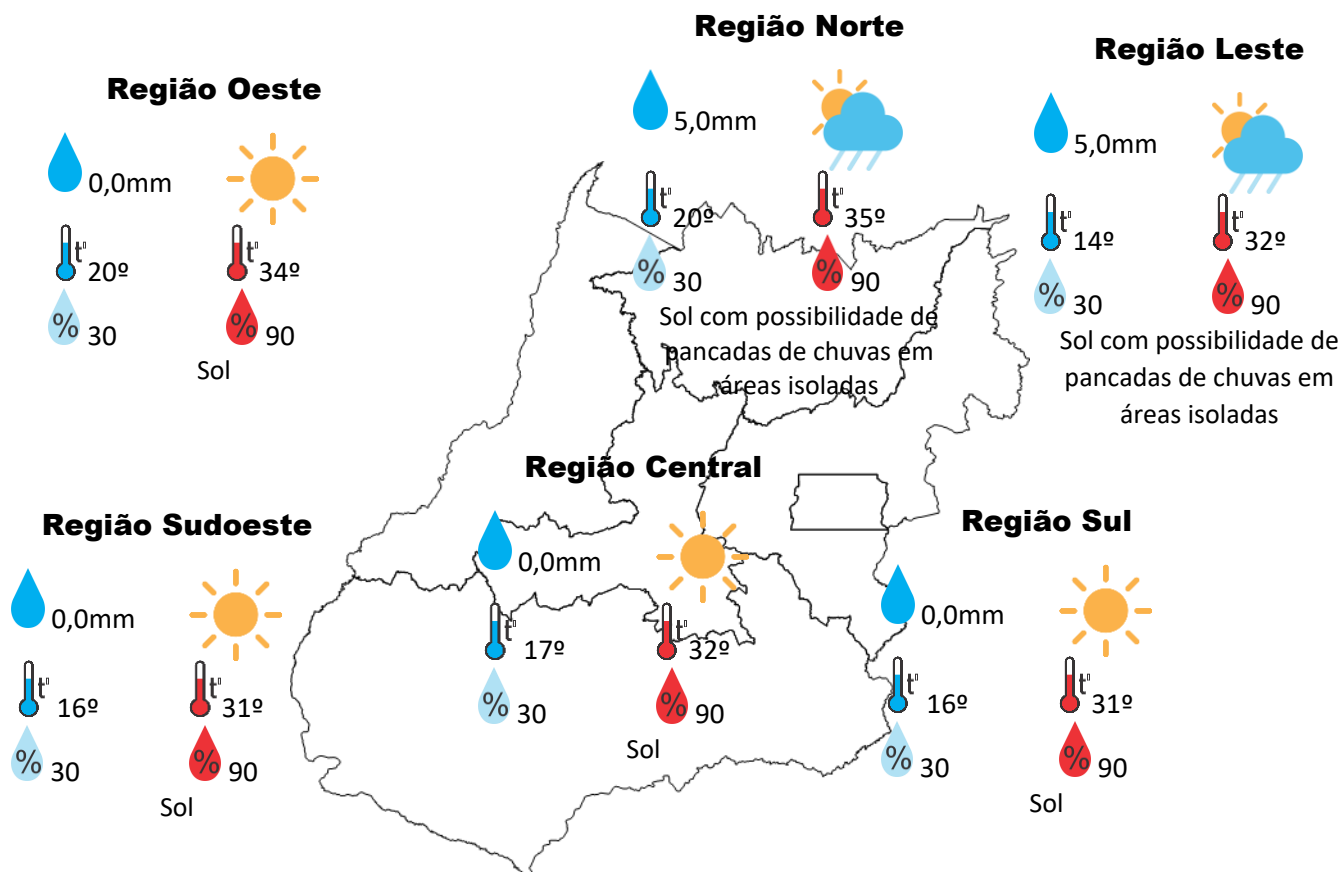 Região Norte
5,0mm
t° 20º
t° 35º
% 30
% 90
Sol com possibilidade de
pancadas de chuvas em
áreas isoladas
Região Leste
5,0mm
t° 14º
t° 32º
% 30
% 90
Sol com possibilidade de
pancadas de chuvas em
áreas isoladas
Região Oeste
0,0mm
t° 20º
t° 34º
% 30
% 90
Sol
Região Central
0,0mm
t° 17º
t° 32º
% 30
% 90
Sol
Região Sudoeste
0,0mm
t° 16º
t° 31º
% 30
% 90
Sol
Região Sul
0,0mm
t° 16º
t° 31º
% 30
% 90
Sol